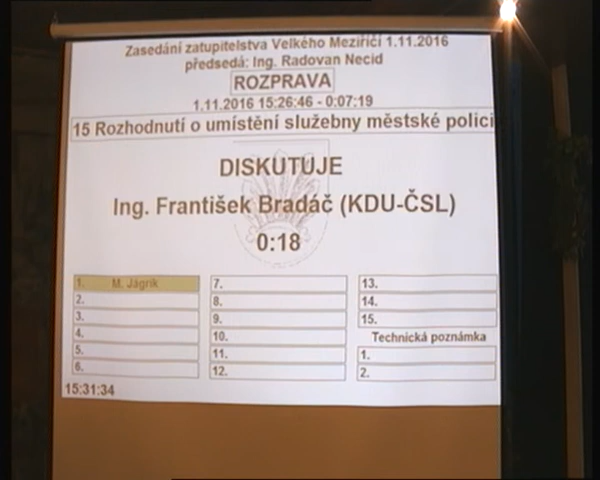 Zasedání zatupitelstva Velkého Meziříčí 1.11.2016
předsedá: Ing. Radovan Necid
ROZPRAVA
1.11.2016 15:26:46 - 0:07:19
15 Rozhodnutí o umístění služebny městské polici
DISKUTUJE
Ing. František Bradáč (KDU-ČSL)
0:18
1. M. Jágrik
2.
3.
4.
5.
6.
7.
8.
9.
10.
11.
12.
13.
14.
15.
Technická poznámka
1.
2.
15:31:34